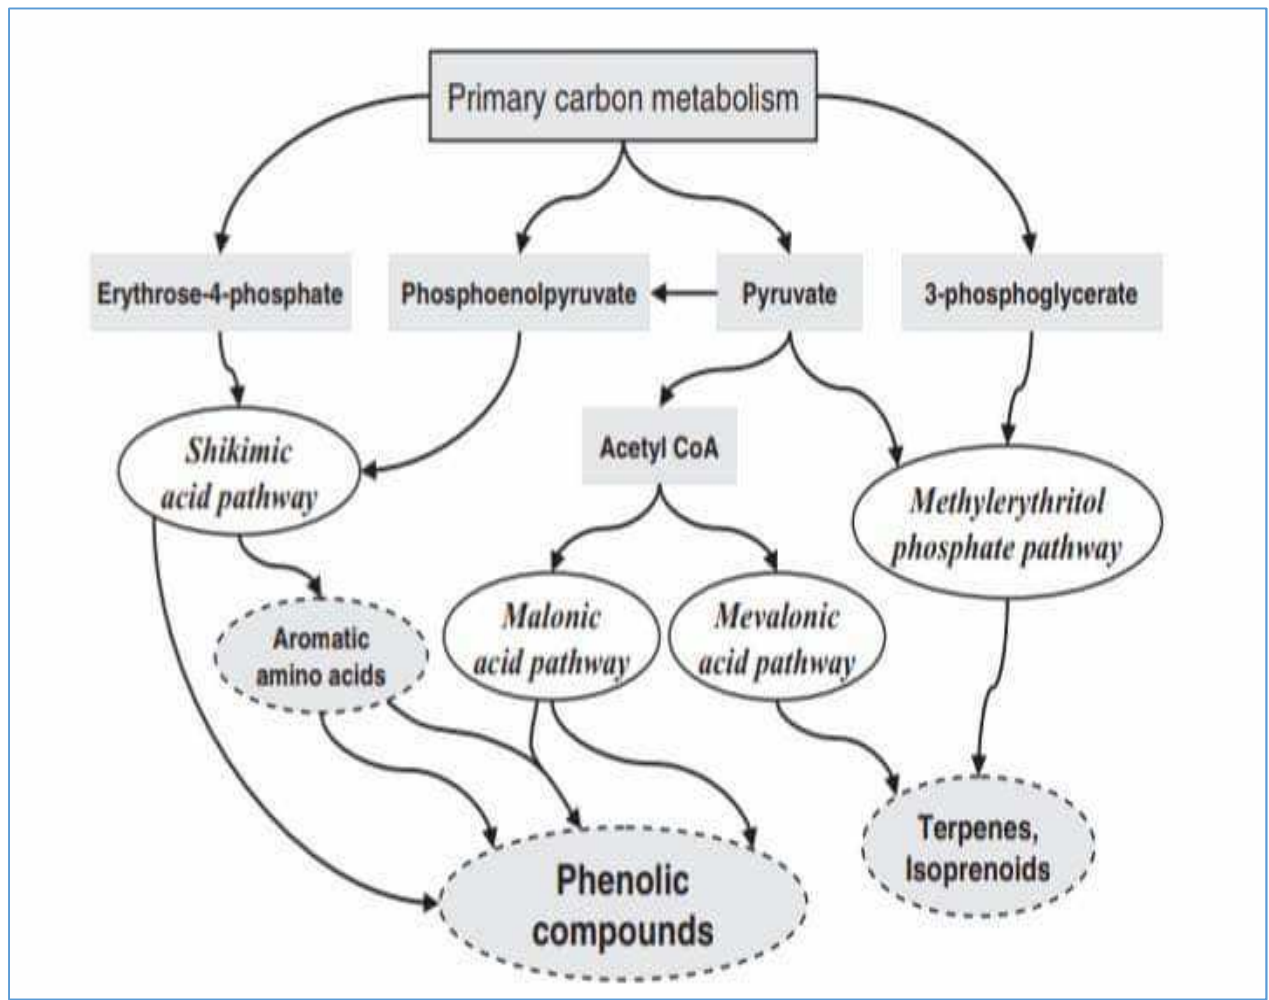 Primary carbon metabolism
Erythrose-4-phosphate
Phosphoenolpyruvate
Pyruvate
3-phosphoglycerate
Shikimic
acid pathway
Acetyl CoA
Methylerythritol
phosphate pathway
Aromatic
amino acids
Malonic
acid pathway
Mevalonic
acid pathway
Phenolic
compounds
Terpenes,
Isoprenoids